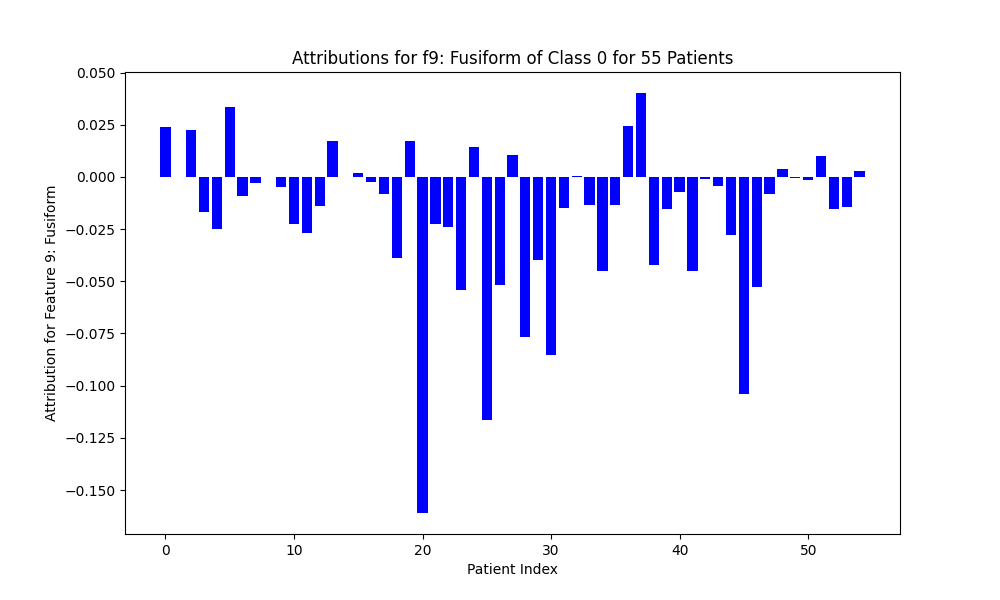 Attributions for f9: Fusiform of Class 0 for 55 Patients
Attribution for Feature 9: Fusiform
0.050
0.025
0.000
−0.025
−0.050
−0.075
−0.100
−0.125
−0.150
0 10 20 30 40 50
Patient Index